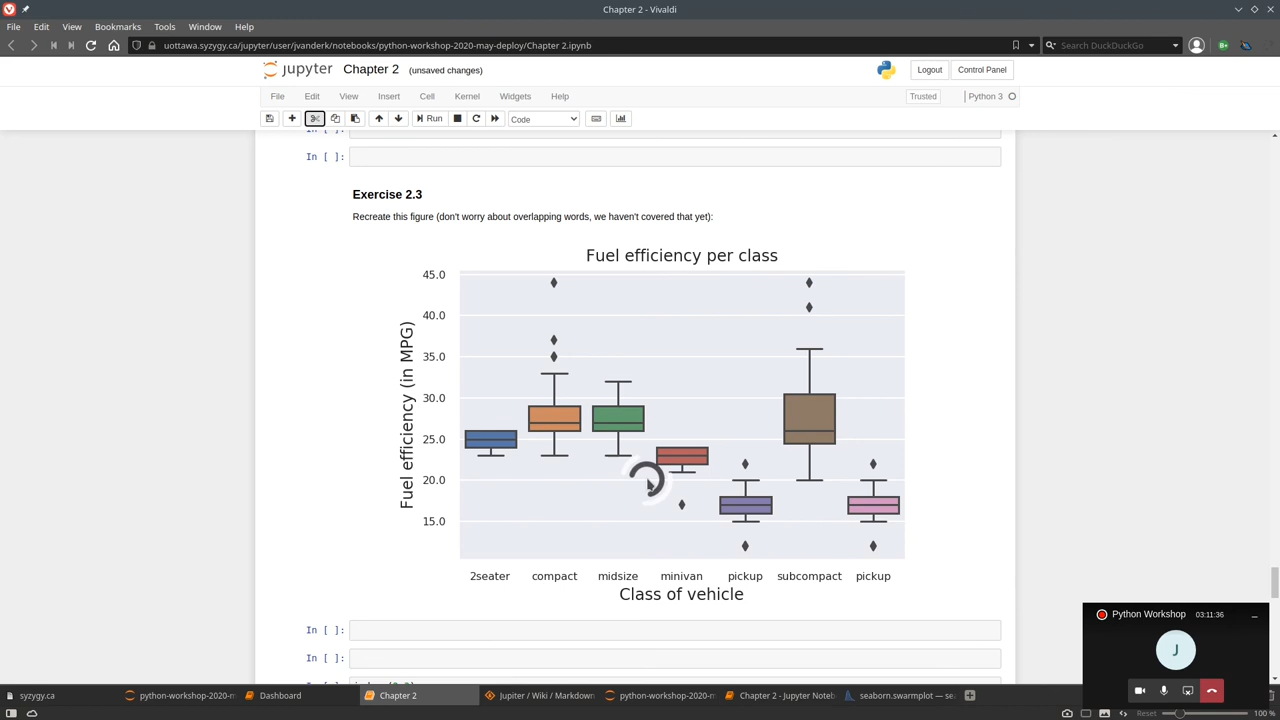 Chapter 2 - Vivaldi
File Edit View Bookmarks Tools Window Help
uottawa.syzygy.ca/jupyter/user/jvanderk/notebooks/python-workshop-2020-may-deploy/Chapter 2.ipynb
Search DuckDuckGo
jupyter Chapter 2 (unsaved changes)
Logout Control Panel
File Edit View Insert Cell Kernel Widgets Help
Trusted Python 3
Run Code
In [ ]:
In [ ]:
Exercise 2.3
Recreate this figure (don't worry about overlapping words, we haven't covered that yet):
Fuel efficiency per class
45.0
40.0
35.0
30.0
25.0
20.0
15.0
Fuel efficiency (in MPG)
2seater compact midsize minivan pickup subcompact pickup
Class of vehicle
In [ ]:
In [ ]:
Python Workshop 03:11:36
J
syzygy.ca python-workshop-2020-m Dashboard Chapter 2 Jupiter / Wiki / Markdown python-workshop-2020-m Chapter 2 - Jupyter Noteb seaborn.swarmplot — se
Reset 100 %